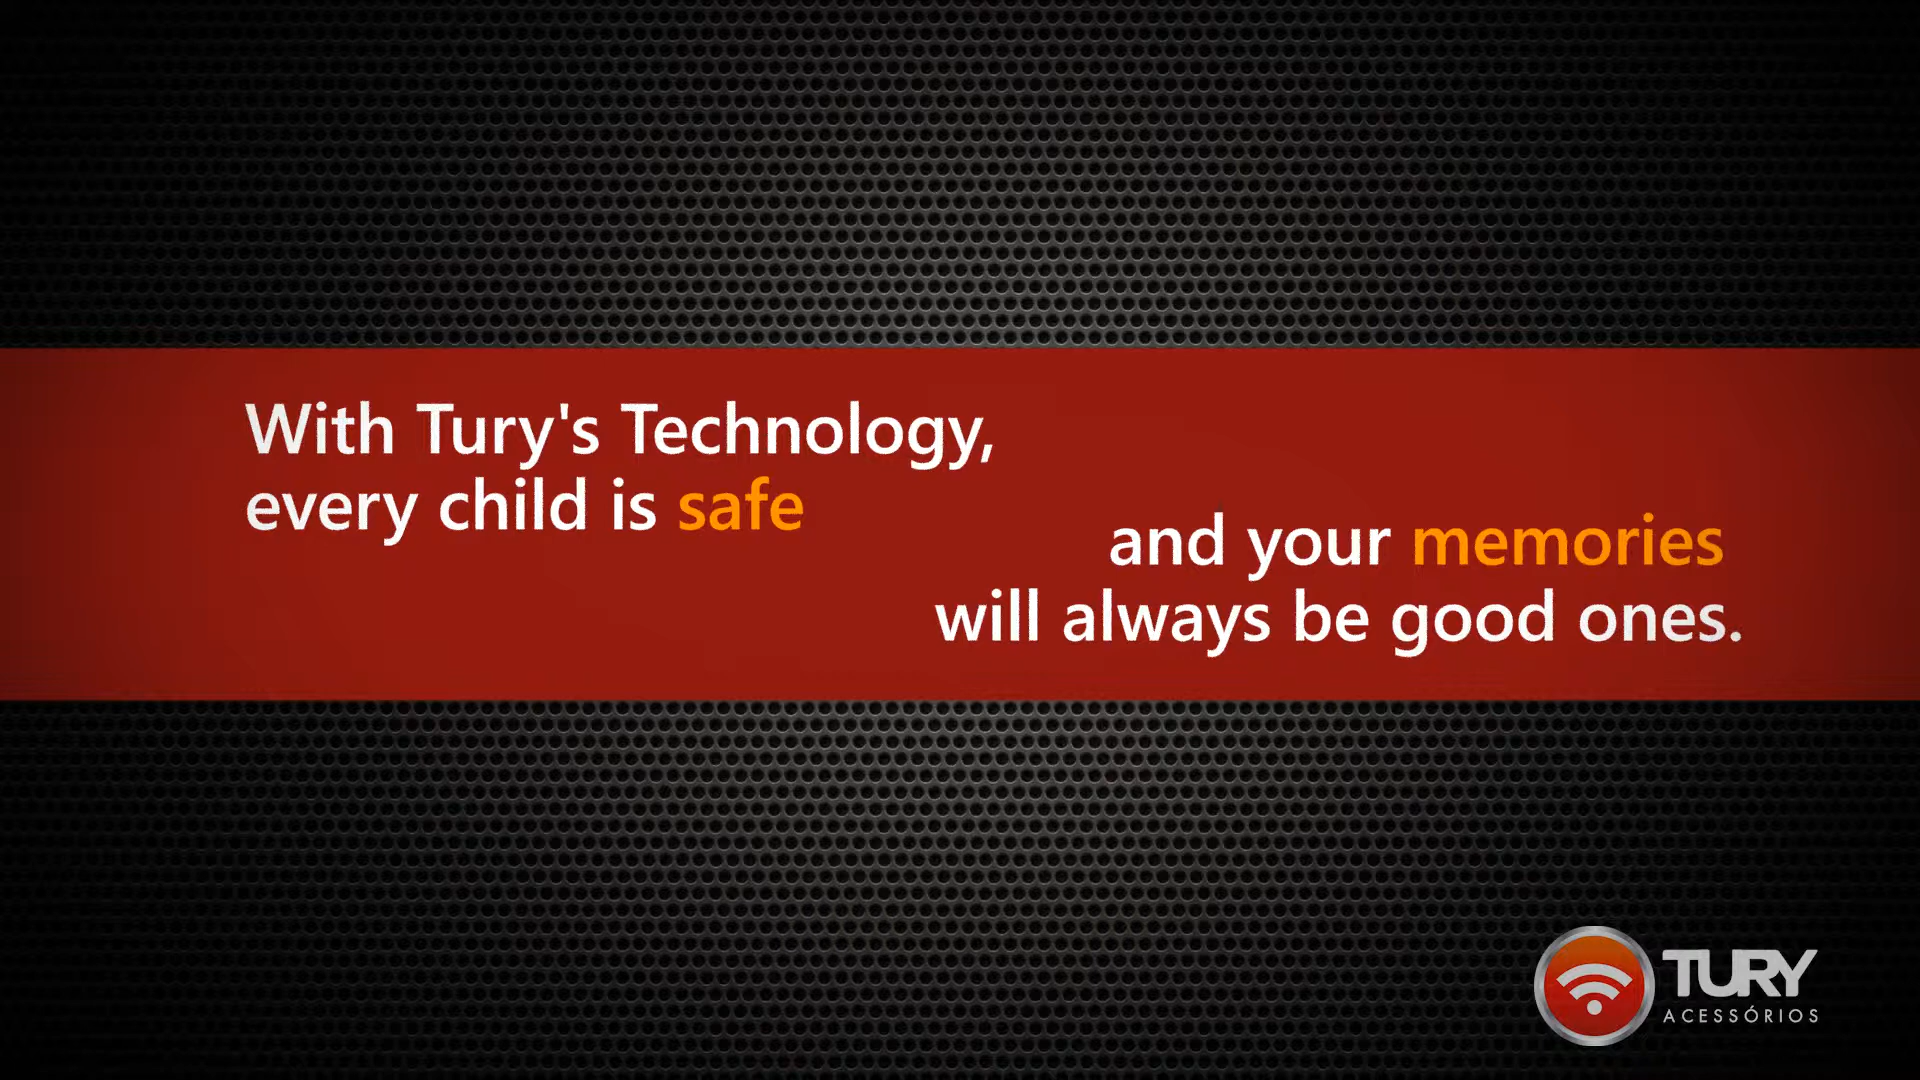 With Tury's Technology,
every child is safe
and your memories
will always be good ones.
TURY
ACESSÓRIOS